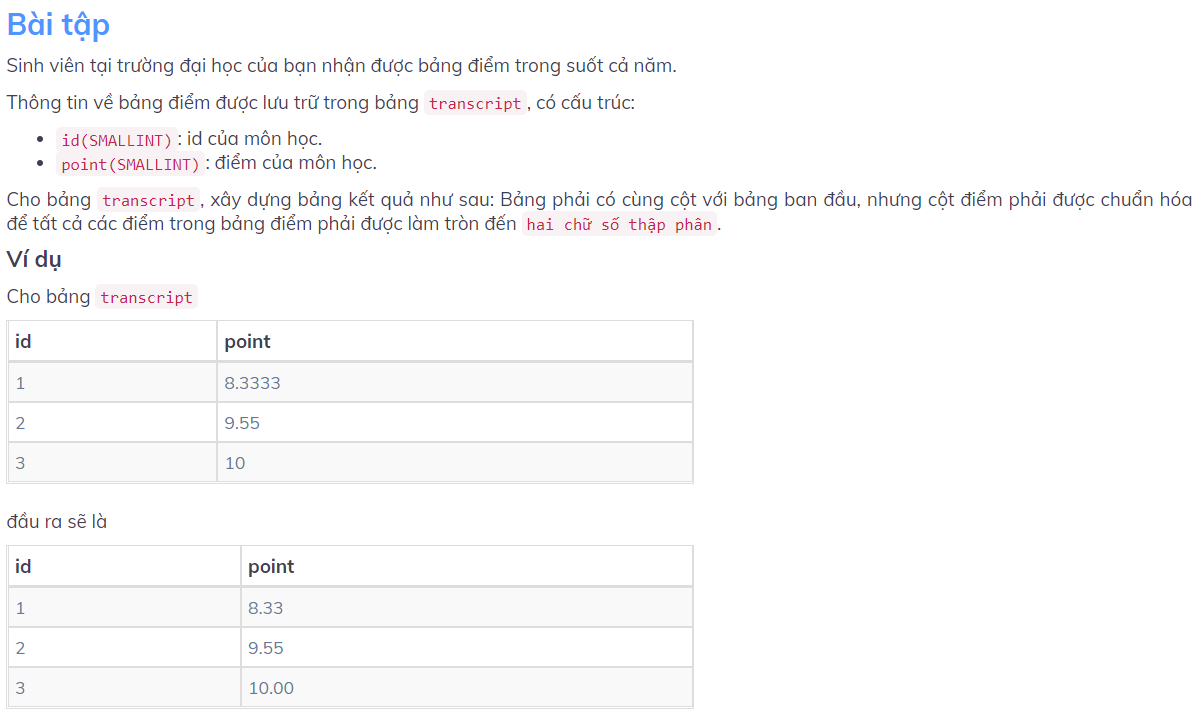 Bài tập
Sinh viên tại trường đại học của bạn nhận được bảng điểm trong suốt cả năm.
Thông tin về bảng điểm được lưu trữ trong bảng transcript, có cấu trúc:
id(SMALLINT): id của môn học.
point(SMALLINT): điểm của môn học.
Cho bảng transcript, xây dựng bảng kết quả như sau: Bảng phải có cùng cột với bảng ban đầu, nhưng cột điểm phải được chuẩn hóa
để tất cả các điểm trong bảng điểm phải được làm tròn đến hai chữ số thập phân.
Ví dụ
Cho bảng transcript
id point
1 8.3333
2 9.55
3 10
đầu ra sẽ là
id point
1 8.33
2 9.55
3 10.00